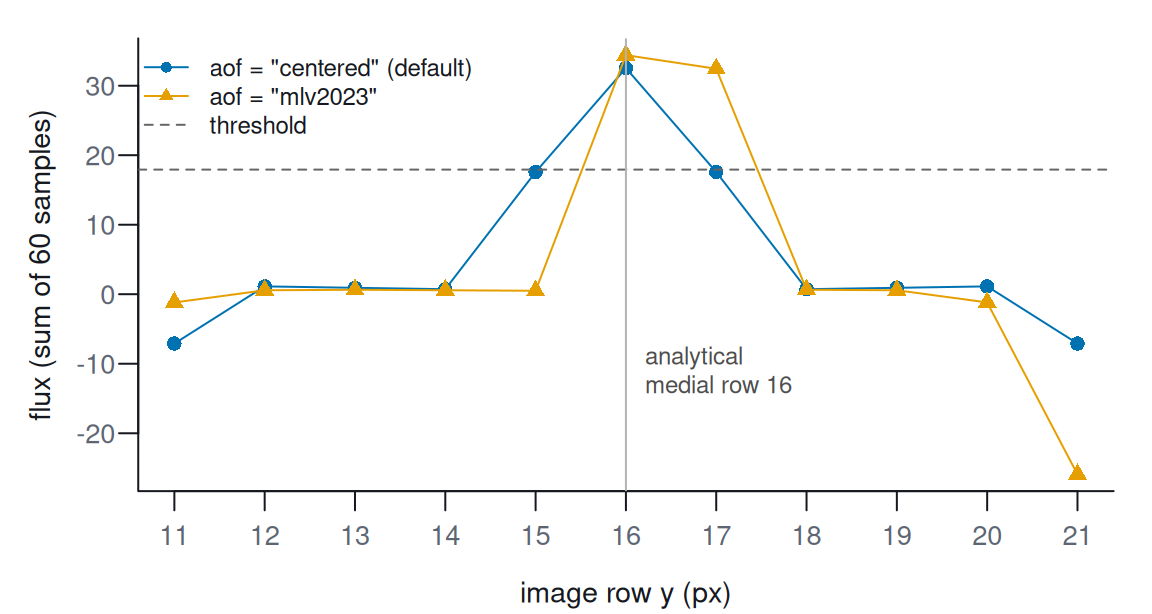 aof = "centered" (default)
aof = "mlv2023"
threshold
30
20
10
0
-10
-20
flux (sum of 60 samples)
analytical
medial row 16
11 12 13 14 15 16 17 18 19 20 21
image row y (px)